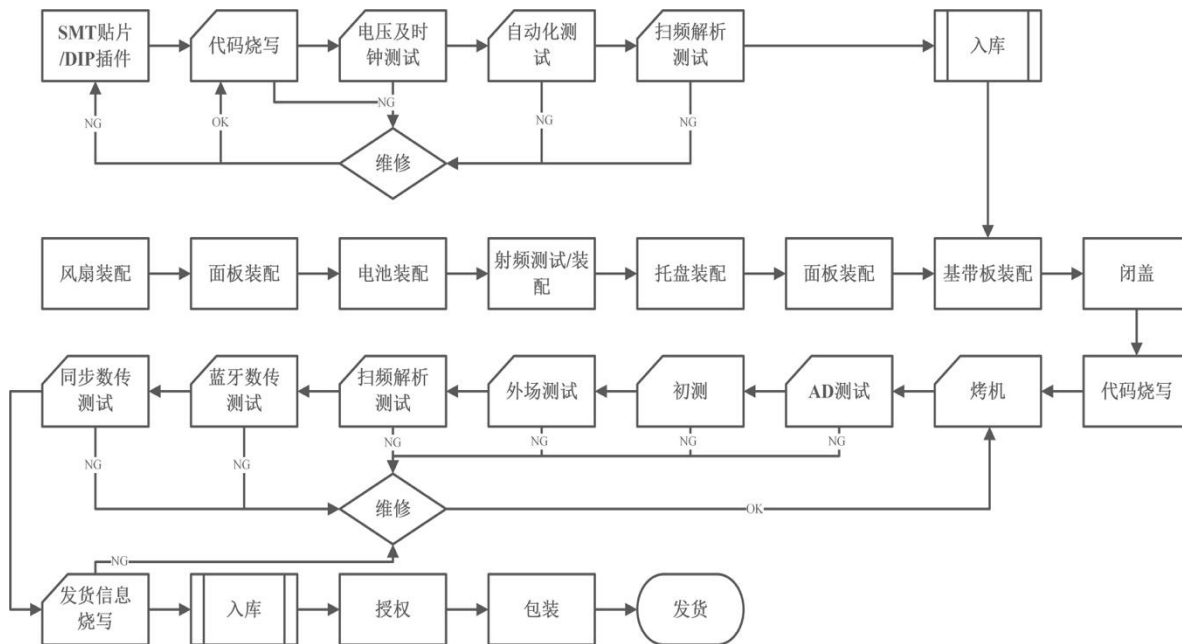 SMT贴片
/DIP插件
代码烧写
电压及时
钟测试
自动化测
试
扫频解析
测试
入库
NG
OK
NG
NG
NG
维修
风扇装配
面板装配
电池装配
射频测试/装
配
托盘装配
面板装配
基带板装配
闭盖
同步数传
测试
蓝牙数传
测试
扫频解析
测试
外场测试
初测
AD测试
烤机
代码烧写
NG
NG
NG
NG
NG
NG
维修
OK
NG
发货信息
烧写
入库
授权
包装
发货